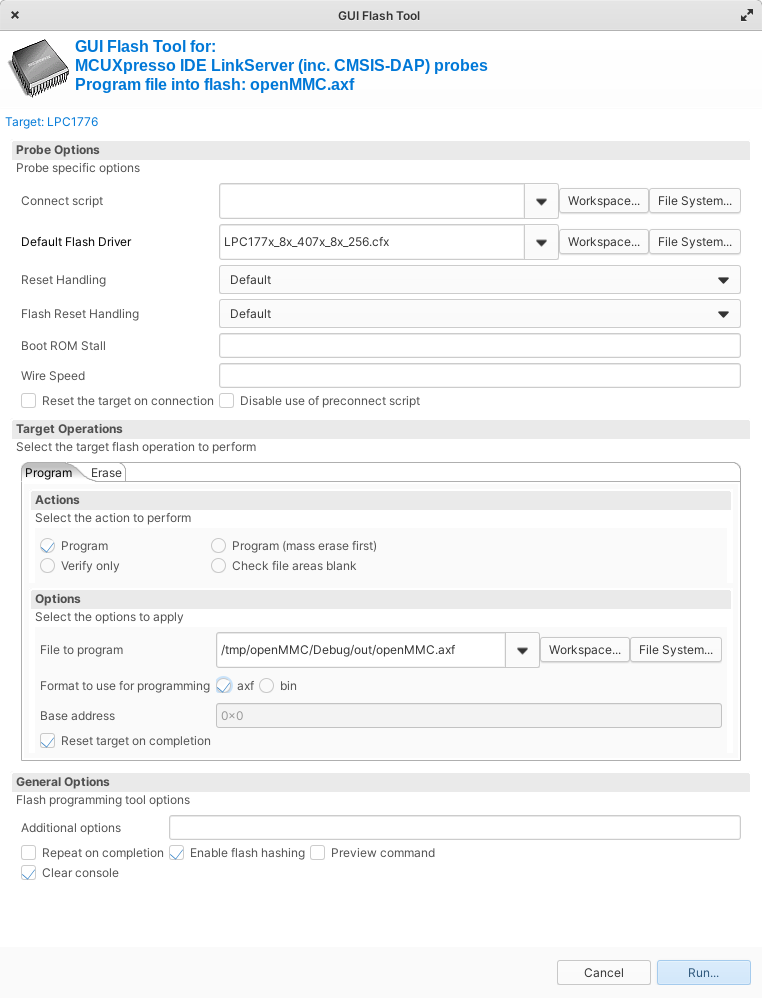 GUI Flash Tool
GUI Flash Tool for:
MCUXpresso IDE LinkServer (inc. CMSIS-DAP) probes
Program file into flash: openMMC.axf
Target: LPC1776
Probe Options
Probe specific options
Connect script Workspace... File System...
Default Flash Driver LPC177x_8x_407x_8x_256.cfx Workspace... File System...
Reset Handling Default
Flash Reset Handling Default
Boot ROM Stall
Wire Speed
Reset the target on connection Disable use of preconnect script
Target Operations
Select the target flash operation to perform
Program Erase
Actions
Select the action to perform
Program Program (mass erase first)
Verify only Check file areas blank
Options
Select the options to apply
File to program /tmp/openMMC/Debug/out/openMMC.axf Workspace... File System...
Format to use for programming axf bin
Base address 0×0
Reset target on completion
General Options
Flash programming tool options
Additional options
Repeat on completion Enable flash hashing Preview command
Clear console
Cancel Run...